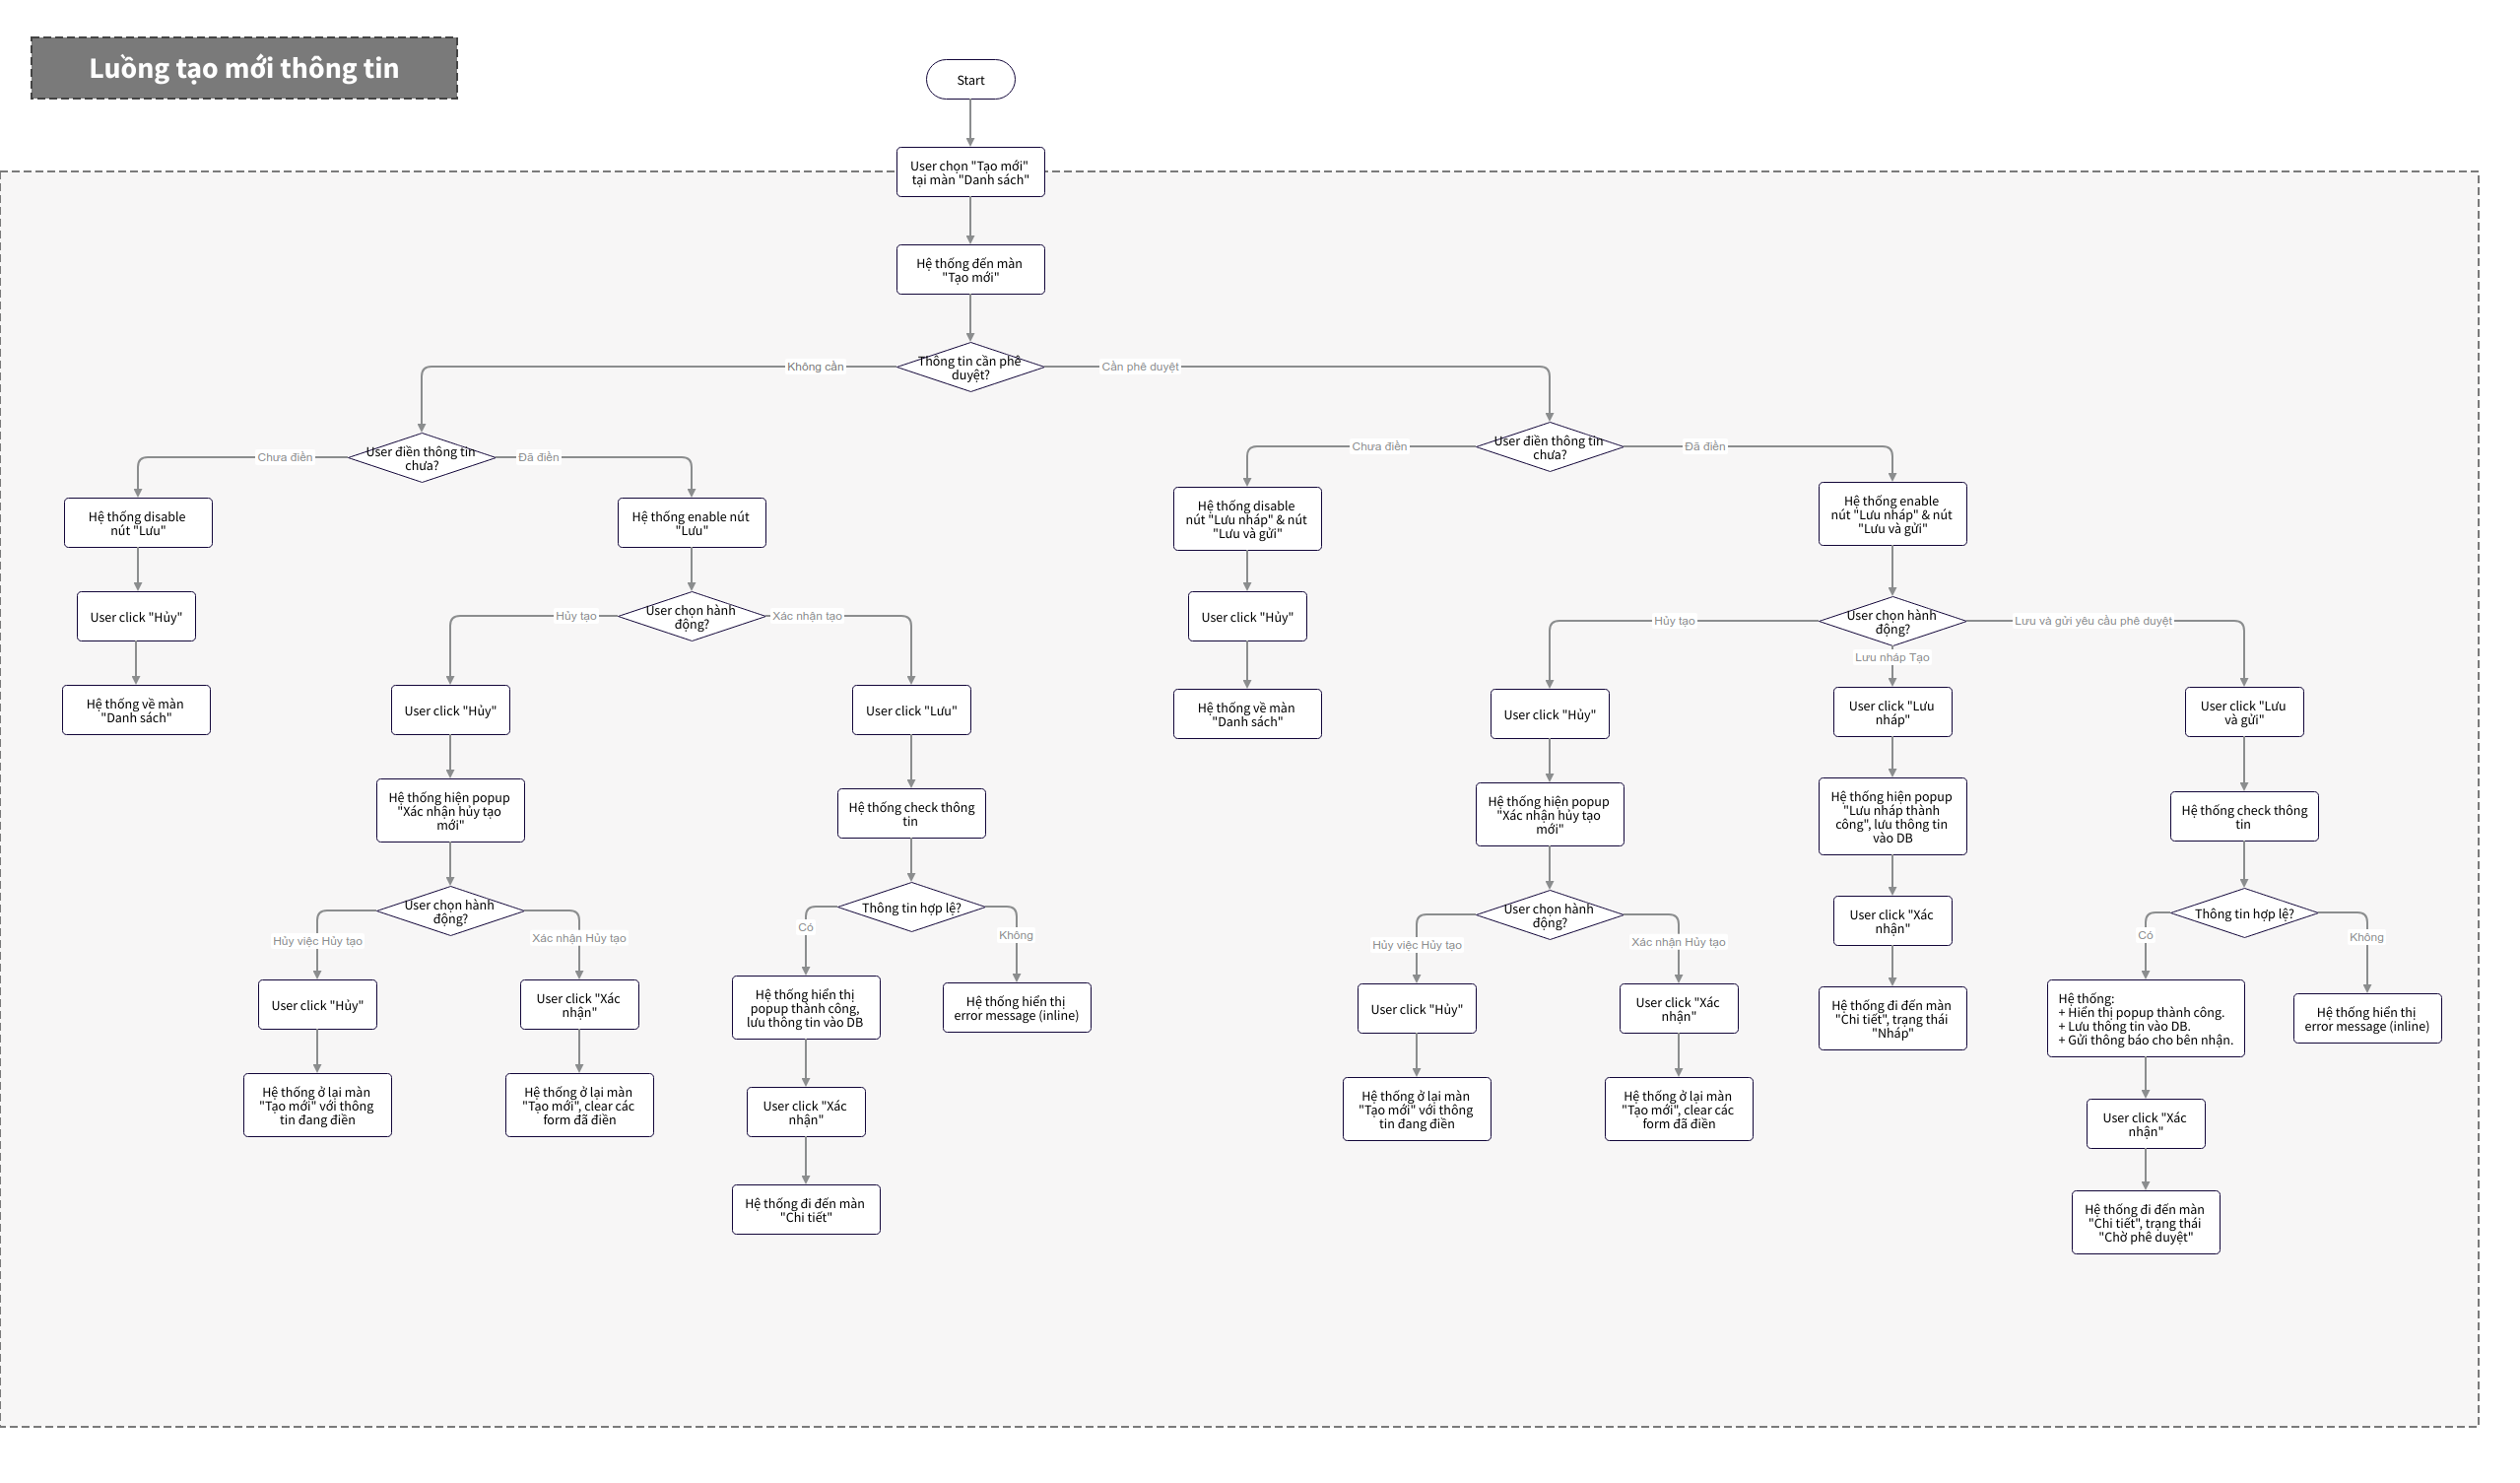 Luồng tạo mới thông tin
Start
User chọn "Tạo mới"
tại màn "Danh sách"
Hệ thống đến màn
"Tạo mới"
Thông tin cần phê
duyệt?
Không cần
Cần phê duyệt
User điền thông tin
chưa?
Chưa điền
Đã điền
Hệ thống disable
nút "Lưu"
User click "Hủy"
Hệ thống về màn
"Danh sách"
Hệ thống enable nút
"Lưu"
User chọn hành
động?
Hủy tạo
Xác nhận tạo
User click "Hủy"
Hệ thống hiện popup
"Xác nhận hủy tạo
mới"
User chọn hành
động?
Hủy việc Hủy tạo
Xác nhận Hủy tạo
User click "Hủy"
Hệ thống ở lại màn
"Tạo mới" với thông
tin đang điền
User click "Xác
nhận"
Hệ thống ở lại màn
"Tạo mới", clear các
form đã điền
User click "Lưu"
Hệ thống check thông
tin
Thông tin hợp lệ?
Có
Không
Hệ thống hiển thị
popup thành công,
lưu thông tin vào DB
User click "Xác
nhận"
Hệ thống đi đến màn
"Chi tiết"
Hệ thống hiển thị
error message (inline)
User điền thông tin
chưa?
Chưa điền
Đã điền
Hệ thống disable
nút "Lưu nháp" & nút
"Lưu và gửi"
User click "Hủy"
Hệ thống về màn
"Danh sách"
Hệ thống enable
nút "Lưu nháp" & nút
"Lưu và gửi"
User chọn hành
động?
Hủy tạo
Lưu nháp Tạo
Lưu và gửi yêu cầu phê duyệt
User click "Hủy"
Hệ thống hiện popup
"Xác nhận hủy tạo
mới"
User chọn hành
động?
Hủy việc Hủy tạo
Xác nhận Hủy tạo
User click "Hủy"
Hệ thống ở lại màn
"Tạo mới" với thông
tin đang điền
User click "Xác
nhận"
Hệ thống ở lại màn
"Tạo mới", clear các
form đã điền
User click "Lưu
nháp"
Hệ thống hiện popup
"Lưu nháp thành
công", lưu thông tin
vào DB
User click "Xác
nhận"
Hệ thống đi đến màn
"Chi tiết", trạng thái
"Nháp"
User click "Lưu
và gửi"
Hệ thống check thông
tin
Thông tin hợp lệ?
Có
Không
Hệ thống:
+ Hiển thị popup thành công.
+ Lưu thông tin vào DB.
+ Gửi thông báo cho bên nhận.
User click "Xác
nhận"
Hệ thống đi đến màn
"Chi tiết", trạng thái
"Chờ phê duyệt"
Hệ thống hiển thị
error message (inline)